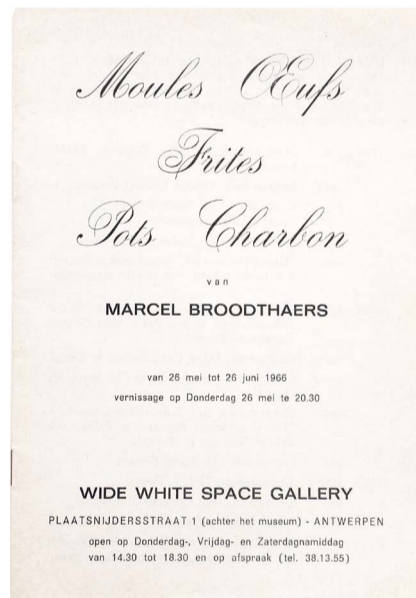 Moules Œufs
Frites
Pots Charbon
van
MARCEL BROODTHAERS
van 26 mei tot 26 juni 1966
vernissage op Donderdag 26 mei te 20.30
WIDE WHITE SPACE GALLERY
PLAATSNIJDERSSTRAAT 1 (achter het museum) - ANTWERPEN
open op Donderdag-, Vrijdag- en Zaterdagnamiddag
van 14.30 tot 18.30 en op afspraak (tel. 38.13.55)